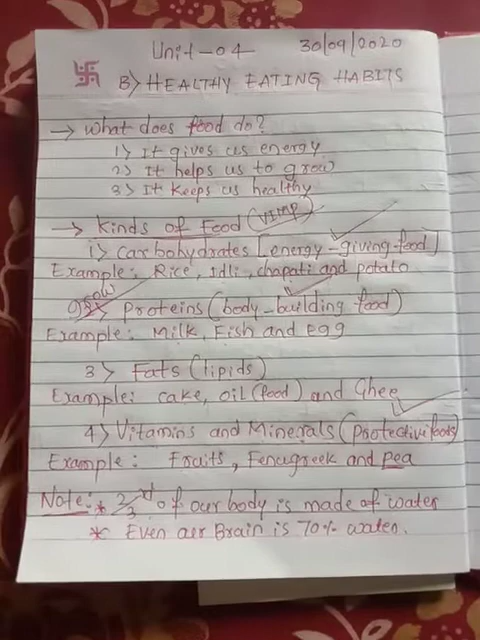 Unit-04 30/09/2020
卐 B) HEALTHY EATING HABITS
→ What does food do?
1) It gives us energy
2) It helps us to grow
3) It keeps us healthy
→ Kinds of Food (VIMP)
1) Carbohydrates [energy-giving food]
Example: Rice, idli, chapati and potato
grow 2) Proteins (body-building food)
Example: Milk, Fish and egg
3) Fats (lipids)
Example: cake, oil (food) and Ghee
4) Vitamins and Minerals (Protective foods)
Example: Fruits, Fenugreek and pea
Note: * 2/3rd of our body is made of water
* Even our Brain is 70% water.